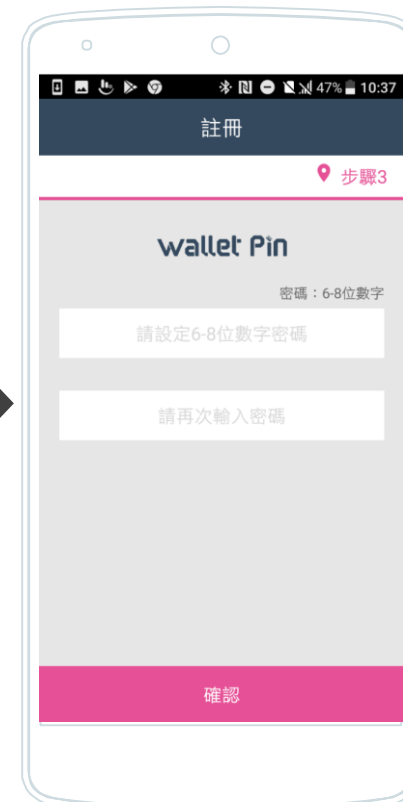 47% 10:37
註冊
步驟3
wallet Pin
密碼：6-8位數字
請設定6-8位數字密碼
請再次輸入密碼
確認